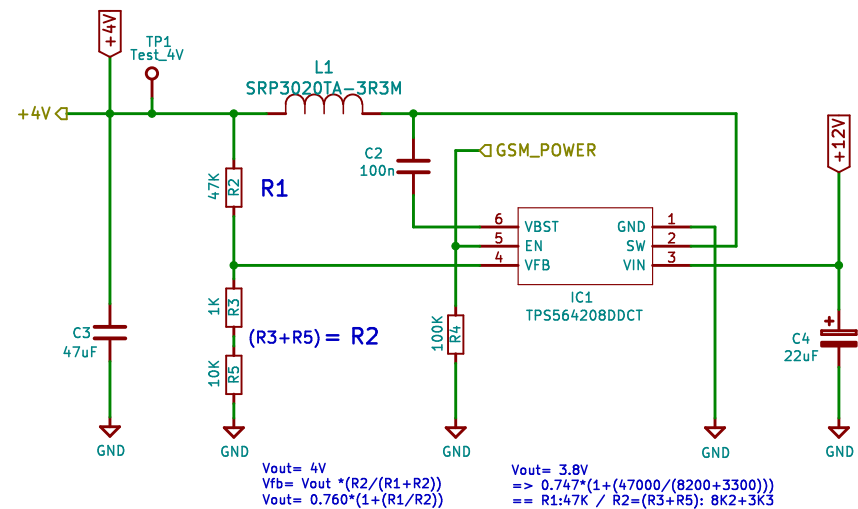 +4V
TP1
Test_4V
L1
SRP3020TA-3R3M
+4V
+12V
C2
100n
GSM_POWER
47K
R2
R1
6
VBST
GND
1
5
EN
SW
2
4
VFB
VIN
3
IC1
TPS564208DDCT
1K
R3
(R3+R5)= R2
100K
R4
C3
47uF
C4
22uF
+
10K
R5
GND
GND
GND
GND
GND
Vout= 4V
Vfb= Vout *(R2/(R1+R2))
Vout= 0.760*(1+(R1/R2))
Vout= 3.8V
=> 0.747*(1+(47000/(8200+3300)))
== R1:47K / R2=(R3+R5): 8K2+3K3